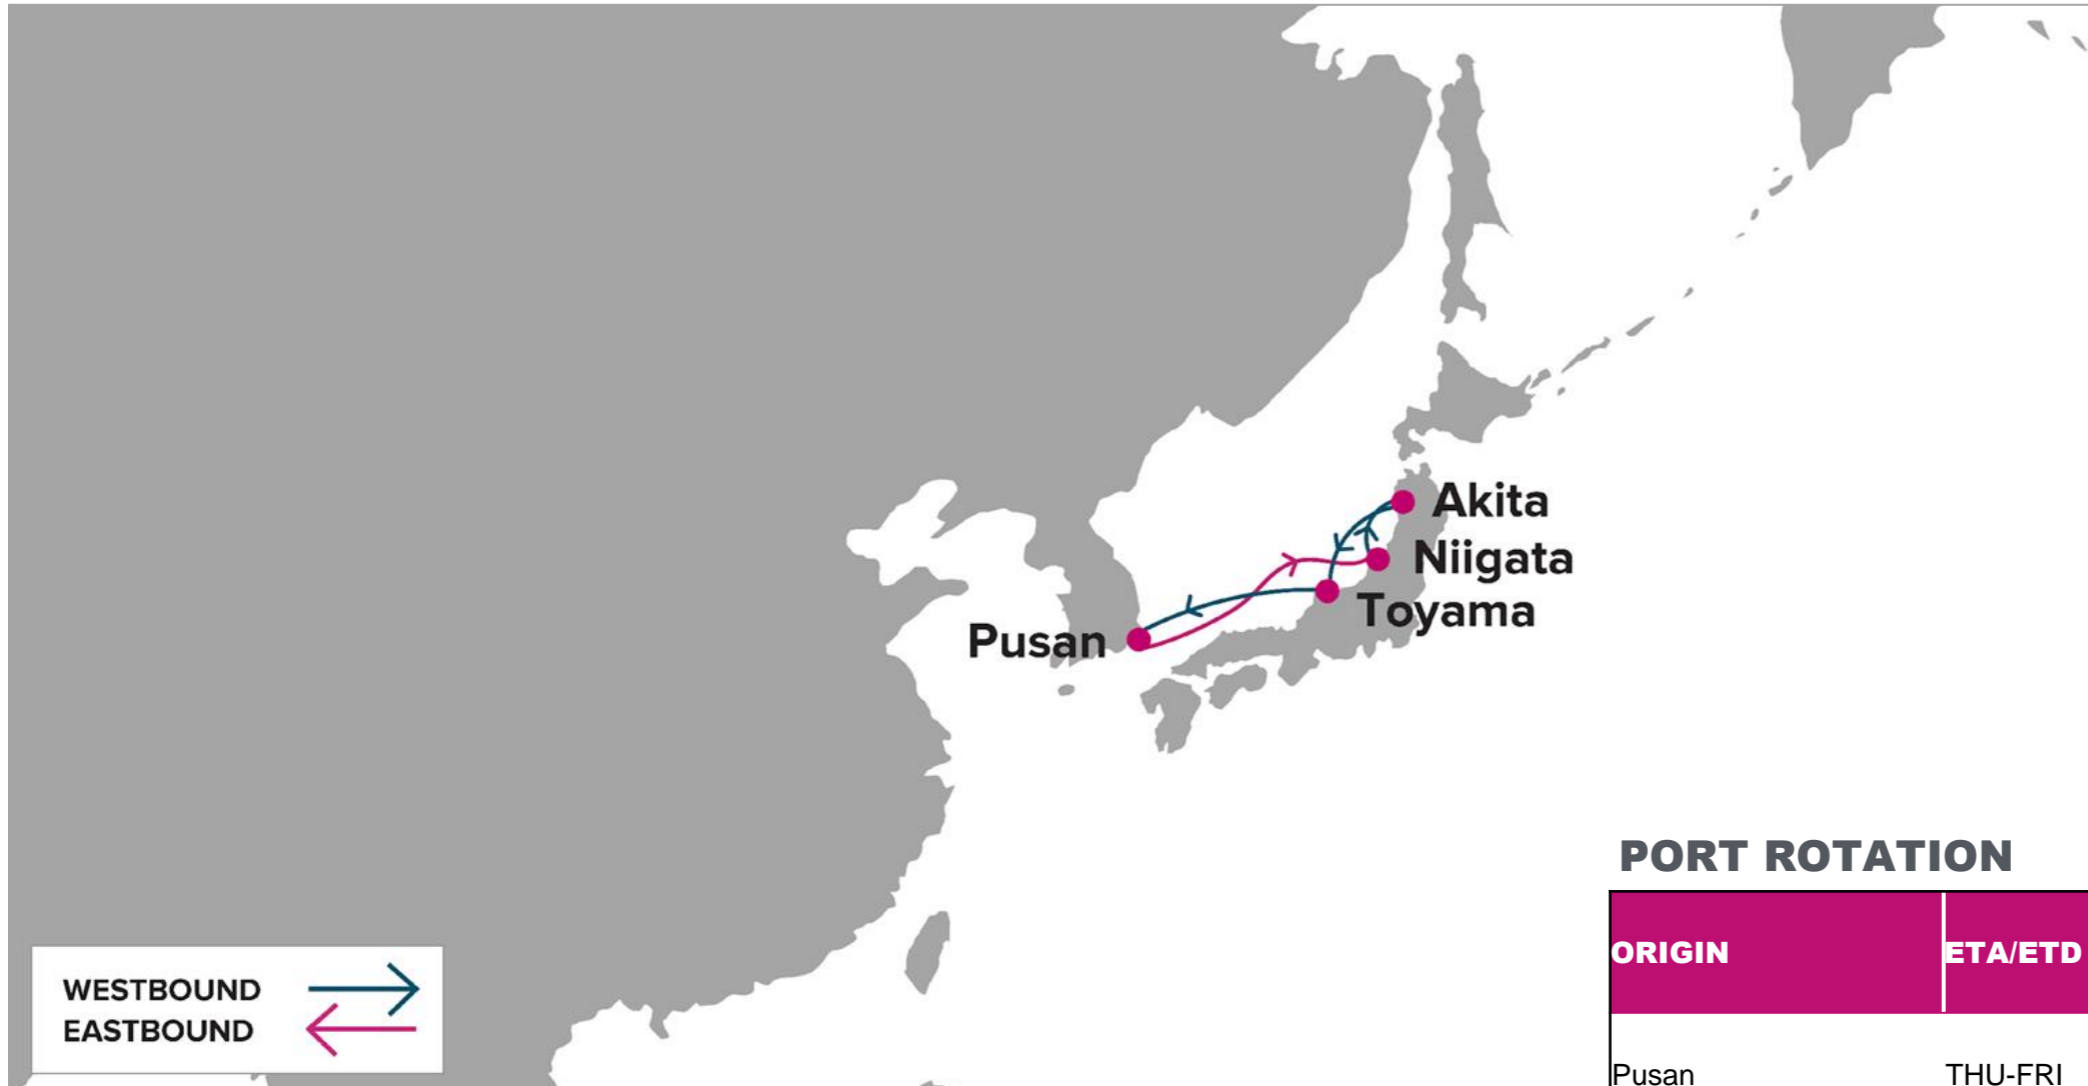 Akita
Niigata
Toyama
Pusan
PORT ROTATION
ORIGIN ETA/ETD
Pusan THU-FRI
WESTBOUND
EASTBOUND